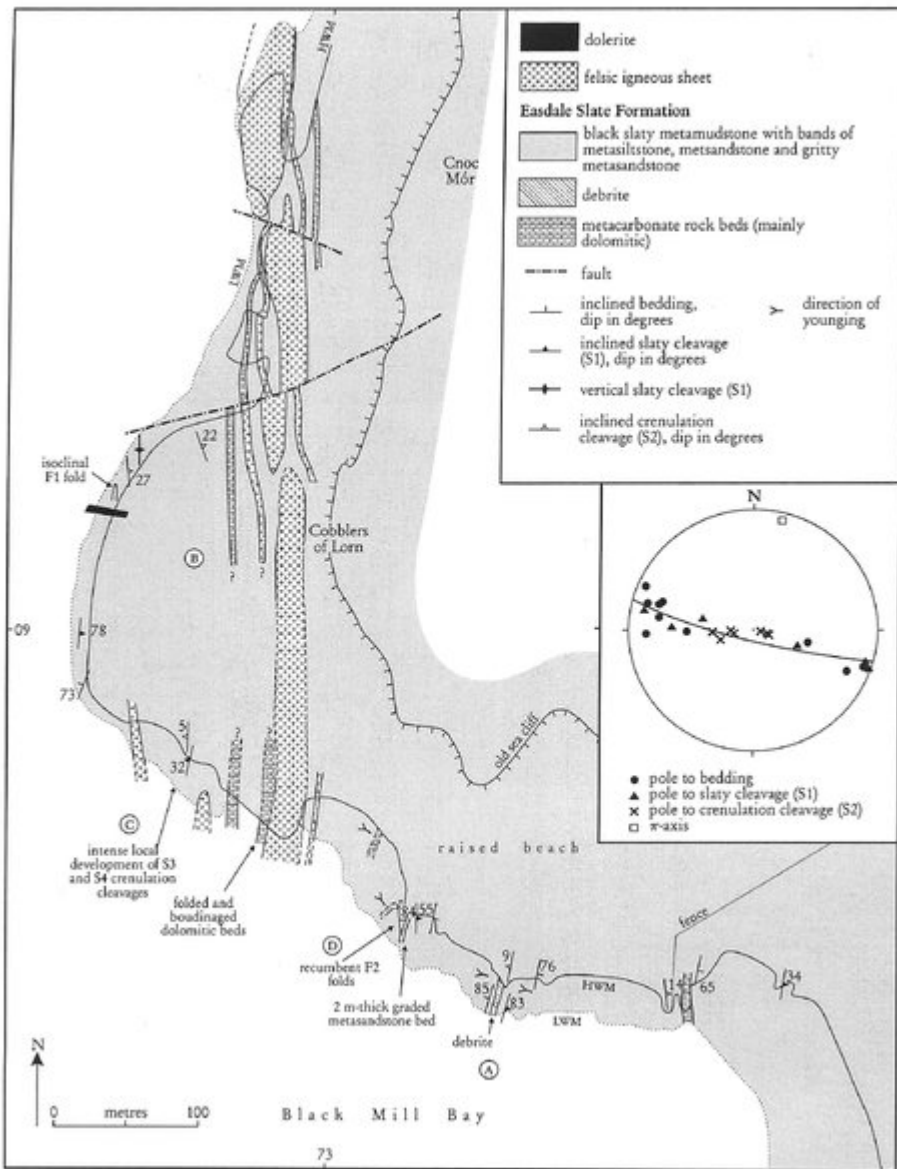 dolerite
felsic igneous sheet
Easdale Slate Formation
black slaty metamudstone with bands of
metasiltstone, metsandstone and gritty
metasandstone
debrite
metacarbonate rock beds (mainly
dolomitic)
fault
inclined bedding,
dip in degrees
direction of
younging
inclined slaty cleavage
(S1), dip in degrees
vertical slaty cleavage (S1)
inclined crenulation
cleavage (S2), dip in degrees
N
pole to bedding
pole to slaty cleavage (S1)
pole to crenulation cleavage (S2)
π-axis
HWM
LWM
Cnoc
Mór
22
isoclinal
F1 fold
27
B
Cobblers
of Lorn
09
78
73
5
32
C
intense local
development of S3
and S4 crenulation
cleavages
folded and
boudinaged
dolomitic beds
old sea cliff
raised beach
fence
84
55
D
recumbent F2
folds
2 m-thick graded
metasandstone bed
9
76
85
83
HWM
LWM
14
65
34
debrite
A
N
0 metres 100
Black Mill Bay
73